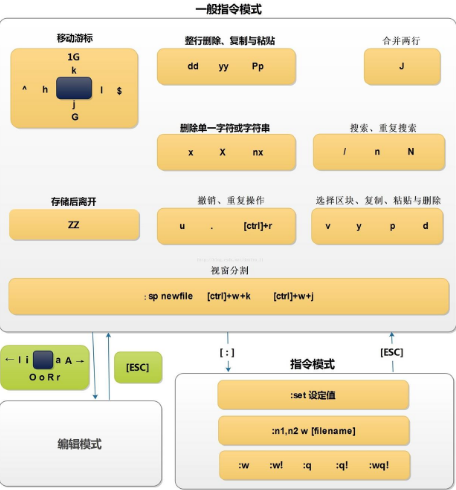 一般指令模式
移动游标
1G
k
^ h l $
j
G
整行删除、复制与粘贴
dd yy Pp
合并两行
J
删除单一字符或字符串
x X nx
搜索、重复搜索
/ n N
存储后离开
ZZ
撤销、重复操作
u . [ctrl]+r
选择区块、复制、粘贴与删除
v y p d
视窗分割
: sp newfile [ctrl]+w+k [ctrl]+w+j
← I i a A →
O o R r
[ESC]
编辑模式
[ : ]
[ESC]
指令模式
:set 设定值
:n1,n2 w [filename]
:w :w! :q :q! :wq!